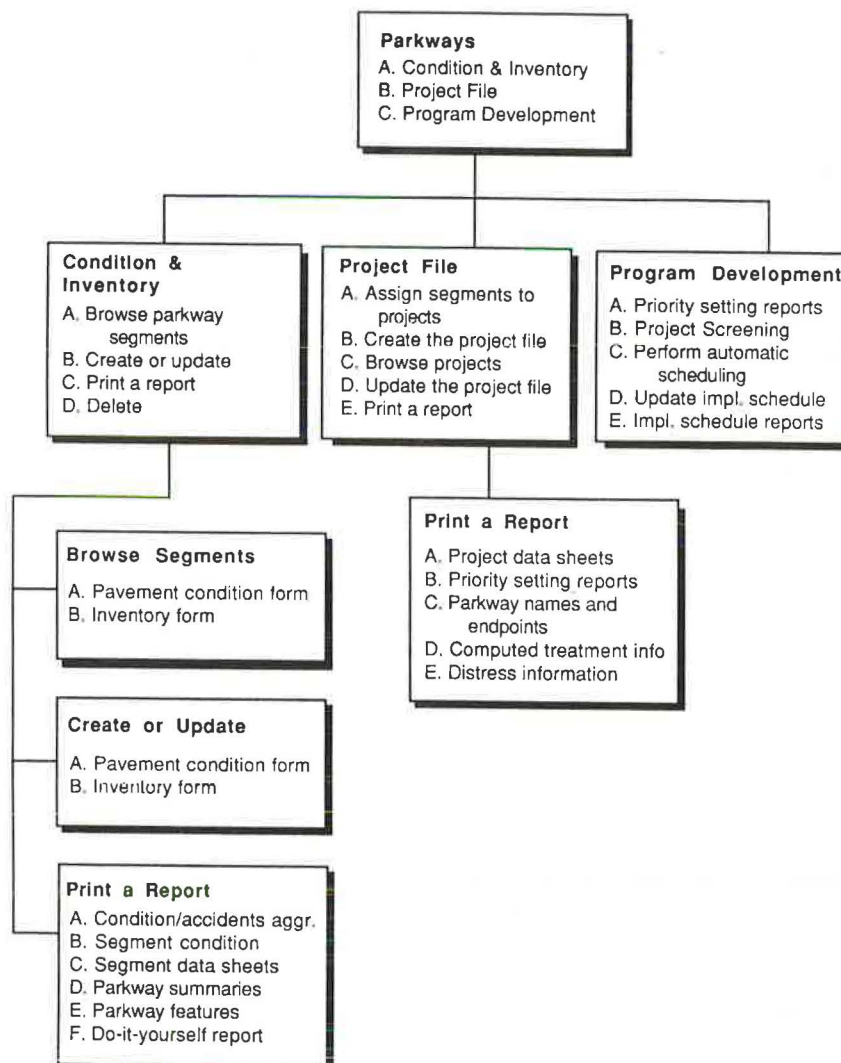 Parkways
A. Condition & Inventory
B. Project File
C. Program Development
Condition &
Inventory
A. Browse parkway
segments
B. Create or update
C. Print a report
D. Delete
Project File
A. Assign segments to
projects
B. Create the project file
C. Browse projects
D. Update the project file
E. Print a report
Program Development
A. Priority setting reports
B. Project Screening
C. Perform automatic
scheduling
D. Update impl. schedule
E. Impl. schedule reports
Browse Segments
A. Pavement condition form
B. Inventory form
Create or Update
A. Pavement condition form
B. Inventory form
Print a Report
A. Condition/accidents aggr.
B. Segment condition
C. Segment data sheets
D. Parkway summaries
E. Parkway features
F. Do-it-yourself report
Print a Report
A. Project data sheets
B. Priority setting reports
C. Parkway names and
endpoints
D. Computed treatment info
E. Distress information